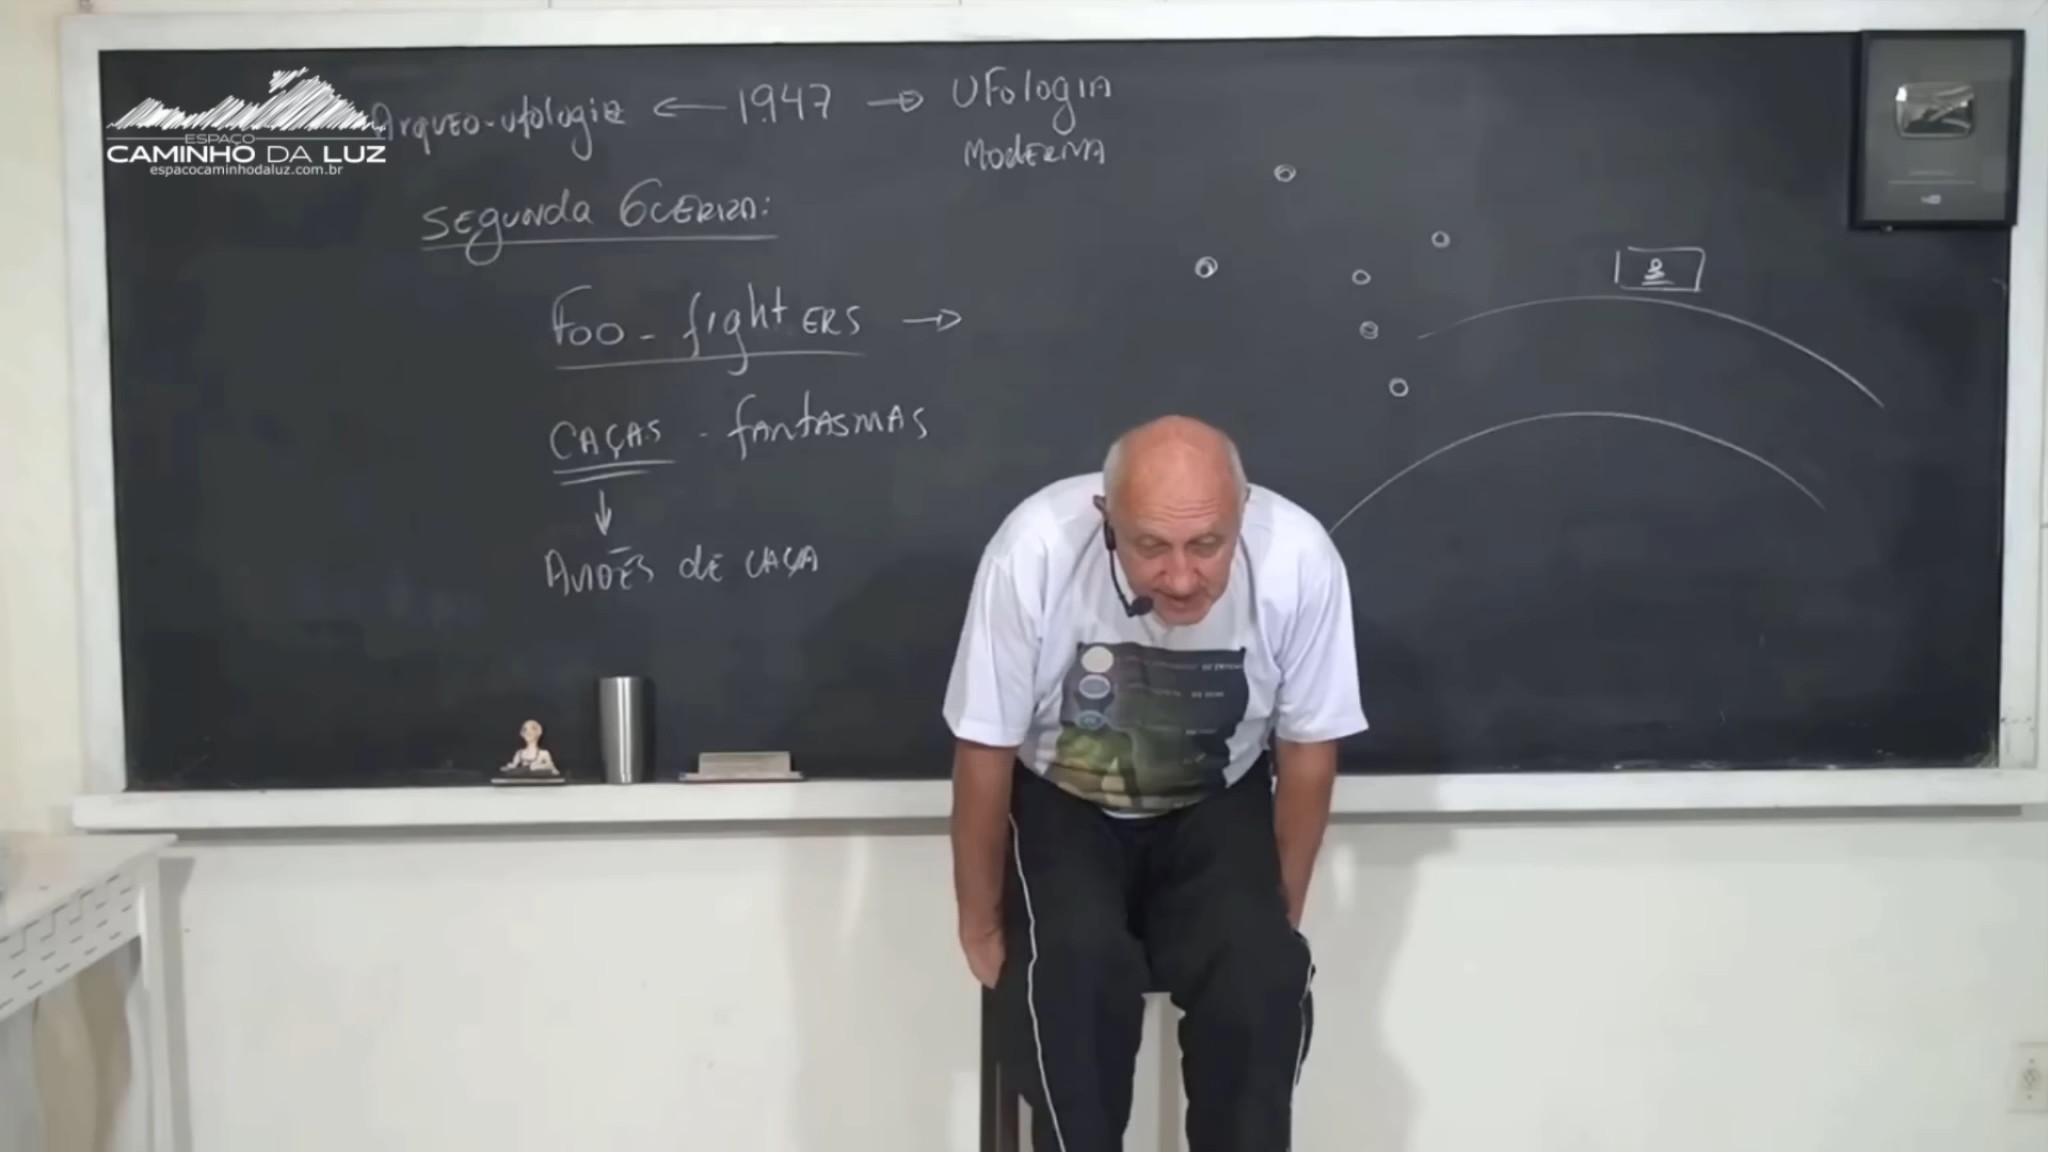 ESPAÇO
CAMINHO DA LUZ
espacocaminhodaluz.com.br
Arqueo-ufologia ← 1947 → UFologia
Moderna
Segunda Guerra:
Foo-fighters →
Caças - fantasmas
↓
Aviões de caça